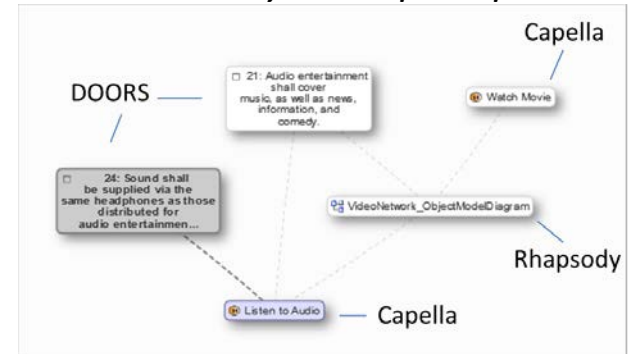 Capella
DOORS
21: Audio entertainment
shall cover
music, as well as news,
information, and
comedy.
Watch Movie
24: Sound shall
be supplied via the
same headphones as those
distributed for
audio entertainmen...
VideoNetwork_ObjectModelDiagram
Rhapsody
Listen to Audio
Capella